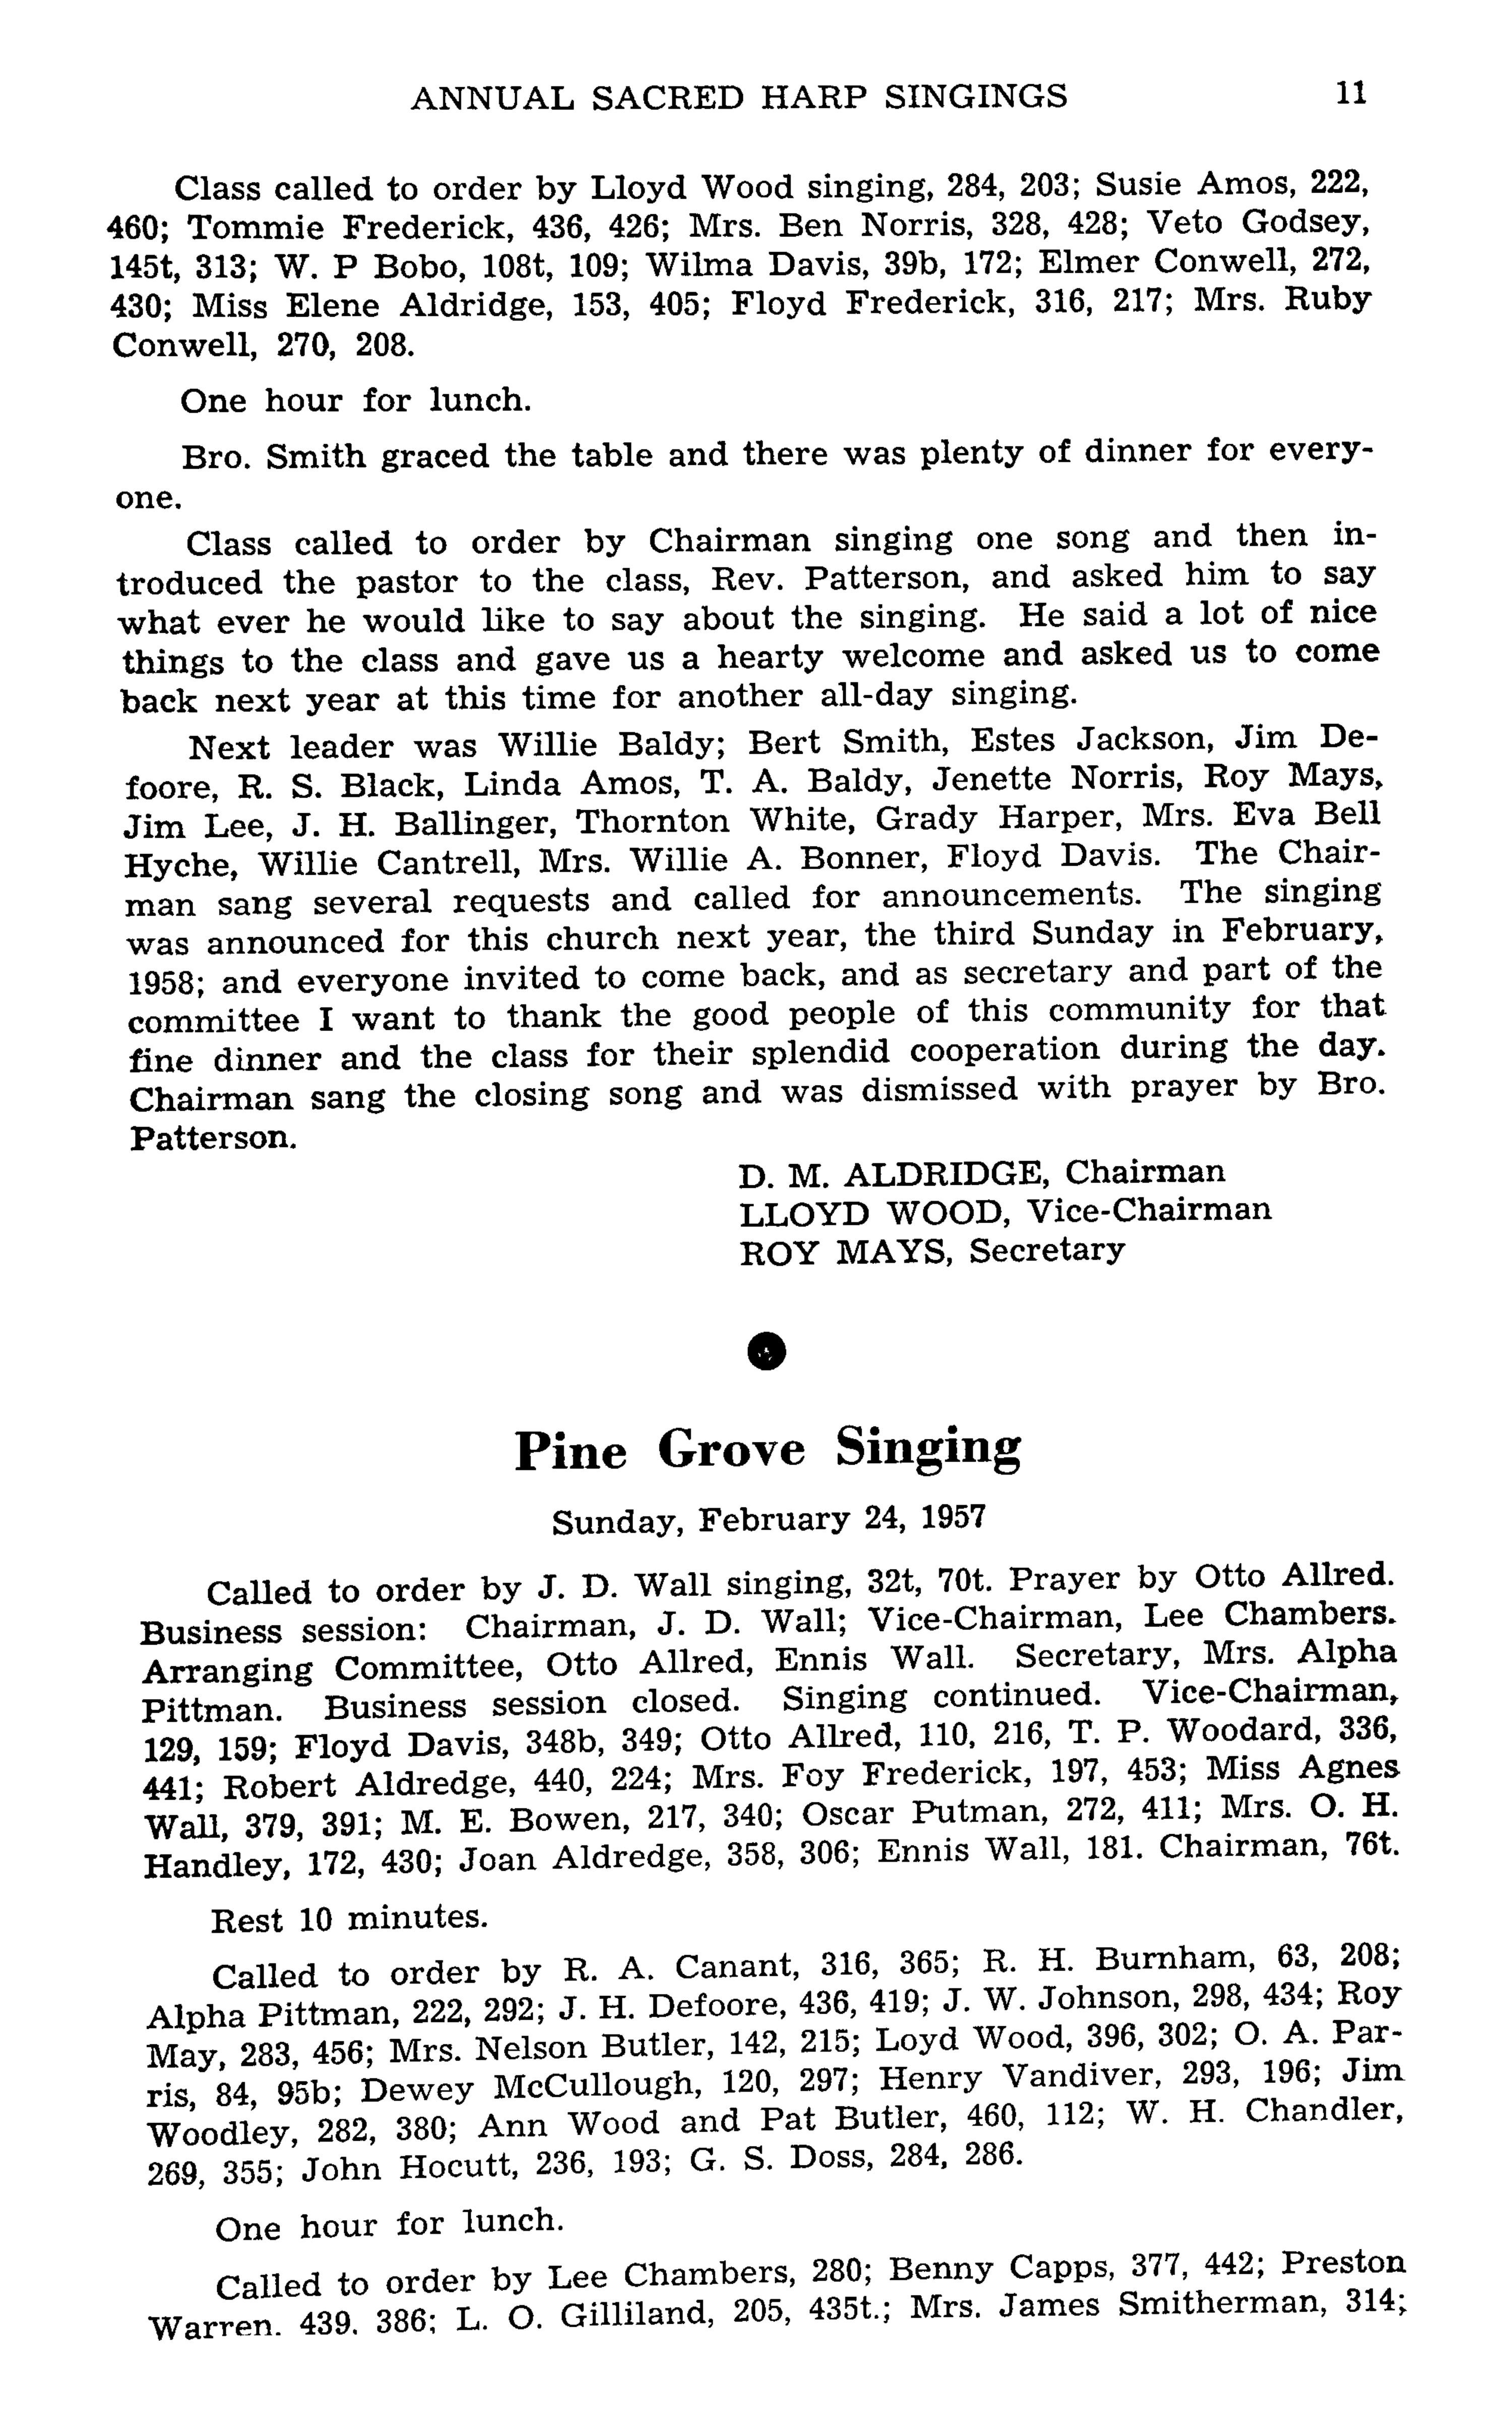 ANNUAL SACRED HARP SINGINGS 11
Class called to order by Lloyd Wood singing, 284, 203; Susie Amos, 222,
460; Tommie Frederick, 436, 426; Mrs. Ben Norris, 328, 428; Veto Godsey,
145t, 313; W. P Bobo, 108t, 109; Wilma Davis, 39b, 172; Elmer Conwell, 272,
430; Miss Elene Aldridge, 153, 405; Floyd Frederick, 316, 217; Mrs. Ruby
Conwell, 270, 208.
One hour for lunch.
Bro. Smith graced the table and there was plenty of dinner for every-
one.
Class called to order by Chairman singing one song and then in-
troduced the pastor to the class, Rev. Patterson, and asked him to say
what ever he would like to say about the singing. He said a lot of nice
things to the class and gave us a hearty welcome and asked us to come
back next year at this time for another all-day singing.
Next leader was Willie Baldy; Bert Smith, Estes Jackson, Jim De-
foore, R. S. Black, Linda Amos, T. A. Baldy, Jenette Norris, Roy Mays,
Jim Lee, J. H. Ballinger, Thornton White, Grady Harper, Mrs. Eva Bell
Hyche, Willie Cantrell, Mrs. Willie A. Bonner, Floyd Davis. The Chair-
man sang several requests and called for announcements. The singing
was announced for this church next year, the third Sunday in February,
1958; and everyone invited to come back, and as secretary and part of the
committee I want to thank the good people of this community for that
fine dinner and the class for their splendid cooperation during the day.
Chairman sang the closing song and was dismissed with prayer by Bro.
Patterson.
D. M. ALDRIDGE, Chairman
LLOYD WOOD, Vice-Chairman
ROY MAYS, Secretary
Pine Grove Singing
Sunday, February 24, 1957
Called to order by J. D. Wall singing, 32t, 70t. Prayer by Otto Allred.
Business session: Chairman, J. D. Wall; Vice-Chairman, Lee Chambers.
Arranging Committee, Otto Allred, Ennis Wall. Secretary, Mrs. Alpha
Pittman. Business session closed. Singing continued. Vice-Chairman,
129, 159; Floyd Davis, 348b, 349; Otto Allred, 110, 216, T. P. Woodard, 336,
441; Robert Aldredge, 440, 224; Mrs. Foy Frederick, 197, 453; Miss Agnes
Wall, 379, 391; M. E. Bowen, 217, 340; Oscar Putman, 272, 411; Mrs. O. H.
Handley, 172, 430; Joan Aldredge, 358, 306; Ennis Wall, 181. Chairman, 76t.
Rest 10 minutes.
Called to order by R. A. Canant, 316, 365; R. H. Burnham, 63, 208;
Alpha Pittman, 222, 292; J. H. Defoore, 436, 419; J. W. Johnson, 298, 434; Roy
May, 283, 456; Mrs. Nelson Butler, 142, 215; Loyd Wood, 396, 302; O. A. Par-
ris, 84, 95b; Dewey McCullough, 120, 297; Henry Vandiver, 293, 196; Jim
Woodley, 282, 380; Ann Wood and Pat Butler, 460, 112; W. H. Chandler,
269, 355; John Hocutt, 236, 193; G. S. Doss, 284, 286.
One hour for lunch.
Called to order by Lee Chambers, 280; Benny Capps, 377, 442; Preston
Warren. 439. 386; L. O. Gilliland, 205, 435t.; Mrs. James Smitherman, 314;